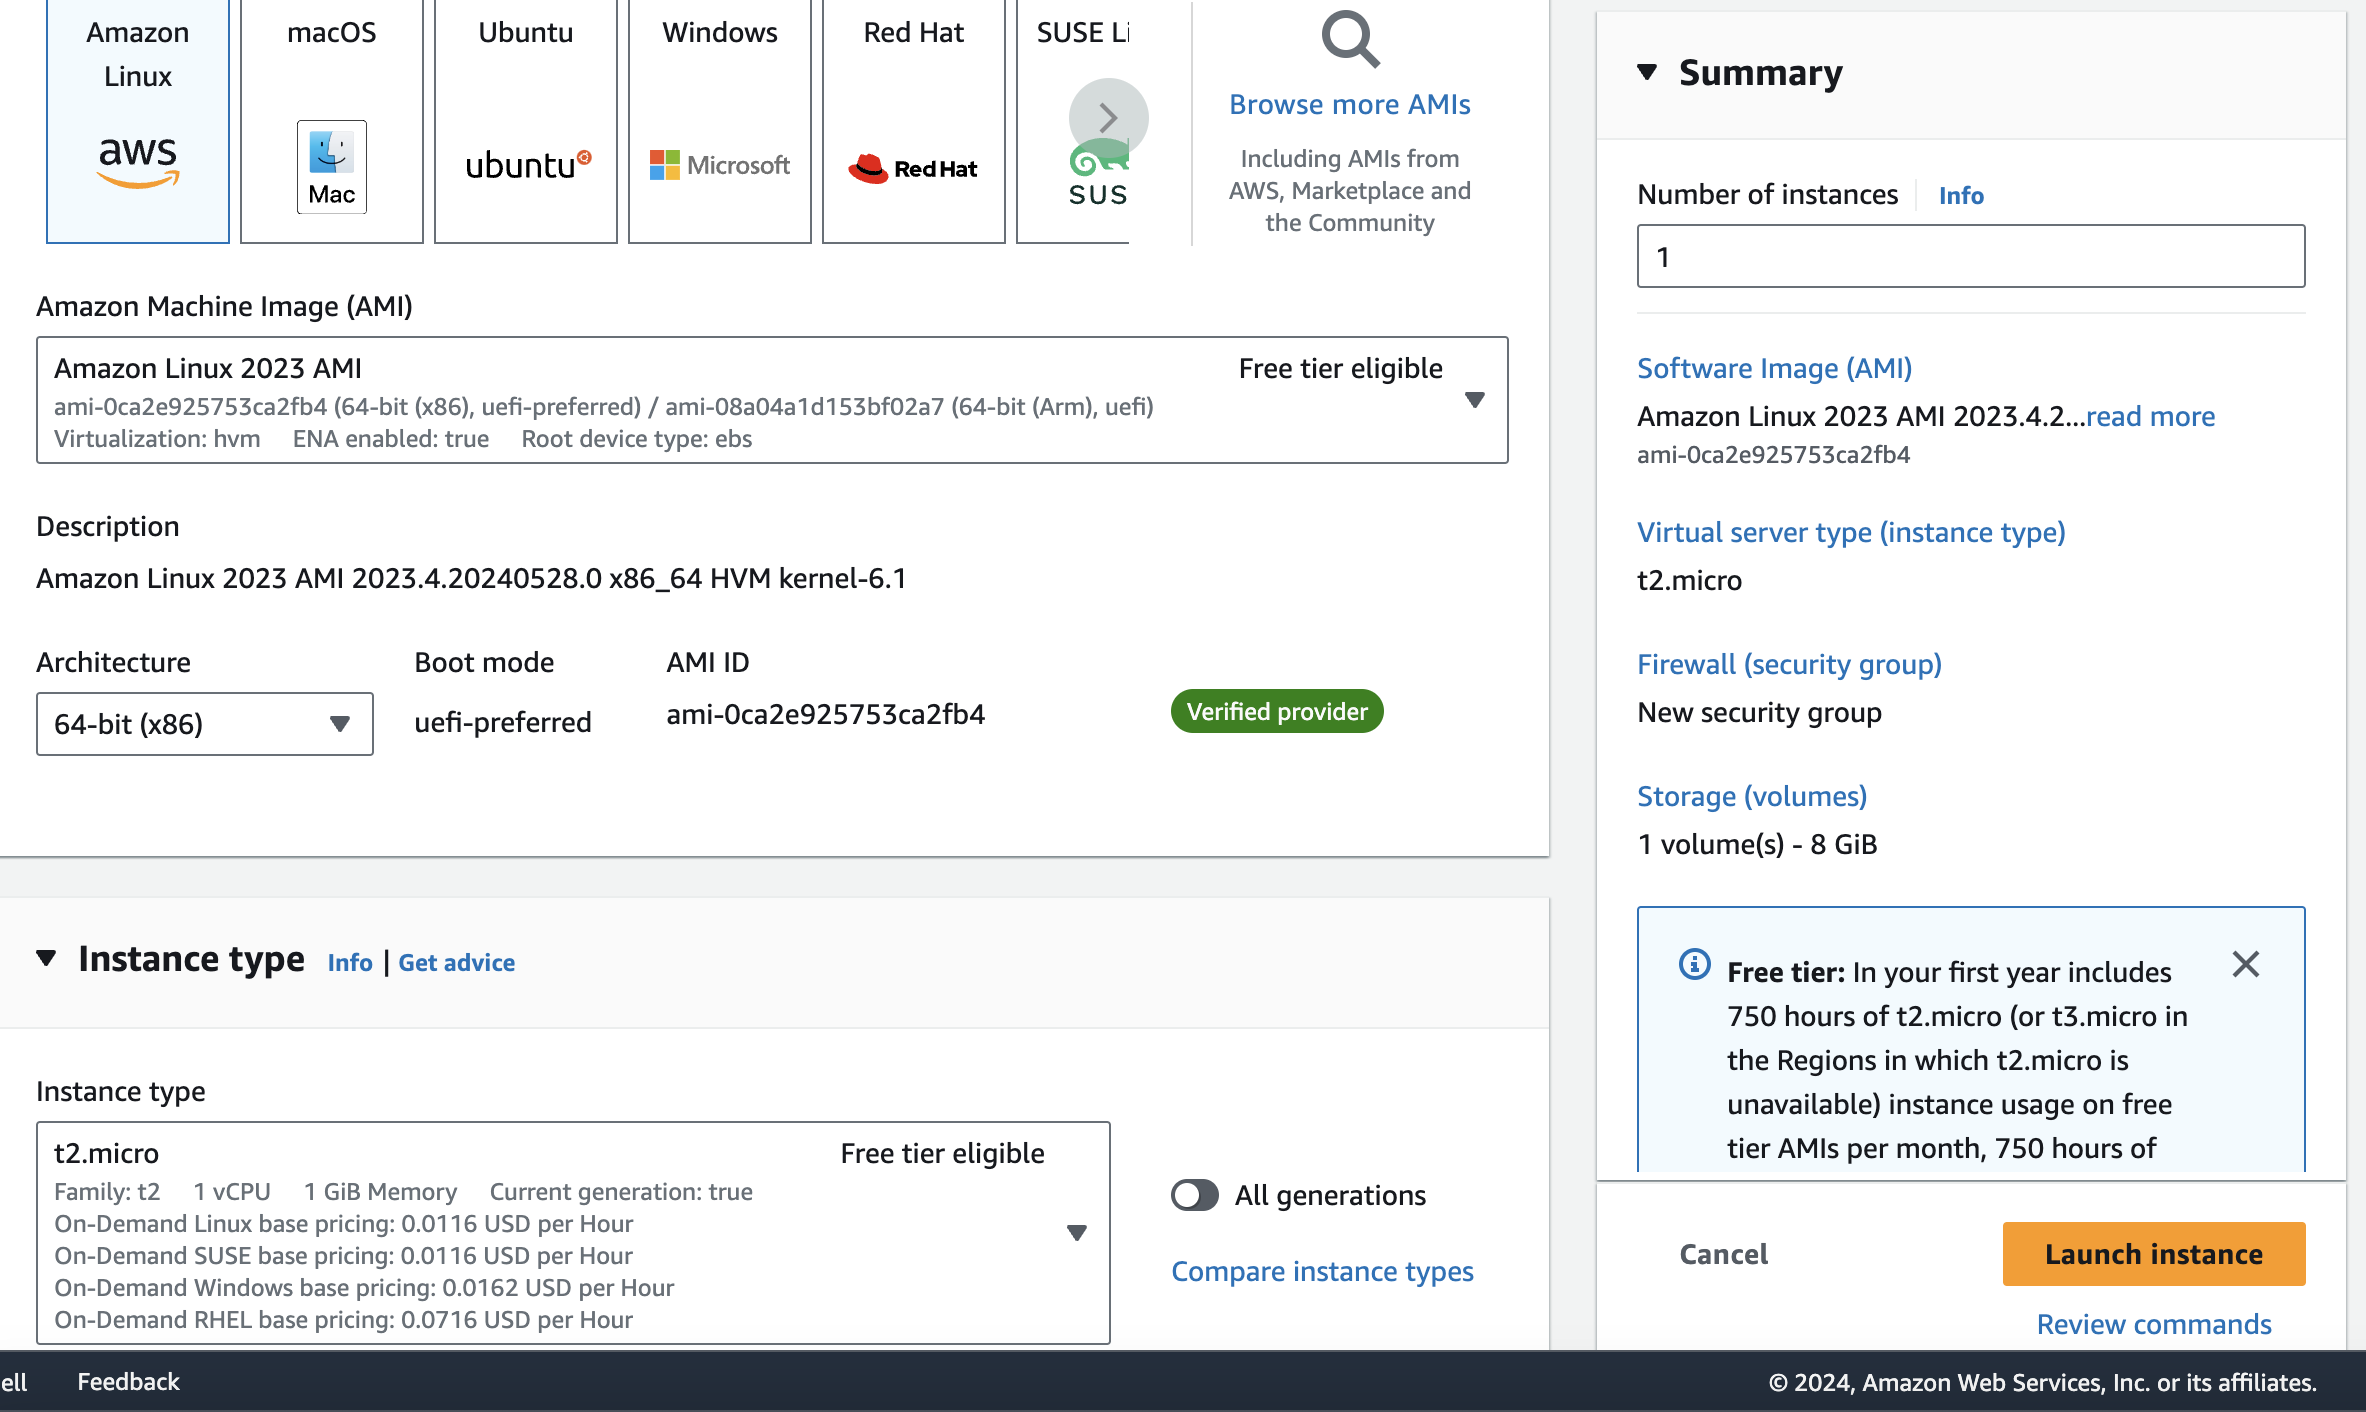 Amazon
Linux
aws
macOS
Mac
Ubuntu
ubuntu
Windows
Microsoft
Red Hat
Red Hat
SUSE Li
SUS
Browse more AMIs
Including AMIs from
AWS, Marketplace and
the Community
Amazon Machine Image (AMI)
Amazon Linux 2023 AMI
Free tier eligible
ami-0ca2e925753ca2fb4 (64-bit (x86), uefi-preferred) / ami-08a04a1d153bf02a7 (64-bit (Arm), uefi)
Virtualization: hvm ENA enabled: true Root device type: ebs
Description
Amazon Linux 2023 AMI 2023.4.20240528.0 x86_64 HVM kernel-6.1
Architecture
64-bit (x86)
Boot mode
uefi-preferred
AMI ID
ami-0ca2e925753ca2fb4
Verified provider
Instance type Info | Get advice
Instance type
t2.micro
Free tier eligible
Family: t2 1 vCPU 1 GiB Memory Current generation: true
On-Demand Linux base pricing: 0.0116 USD per Hour
On-Demand SUSE base pricing: 0.0116 USD per Hour
On-Demand Windows base pricing: 0.0162 USD per Hour
On-Demand RHEL base pricing: 0.0716 USD per Hour
All generations
Compare instance types
Summary
Number of instances Info
1
Software Image (AMI)
Amazon Linux 2023 AMI 2023.4.2...read more
ami-0ca2e925753ca2fb4
Virtual server type (instance type)
t2.micro
Firewall (security group)
New security group
Storage (volumes)
1 volume(s) - 8 GiB
Free tier: In your first year includes
750 hours of t2.micro (or t3.micro in
the Regions in which t2.micro is
unavailable) instance usage on free
tier AMIs per month, 750 hours of
Cancel
Launch instance
Review commands
ell
Feedback
© 2024, Amazon Web Services, Inc. or its affiliates.